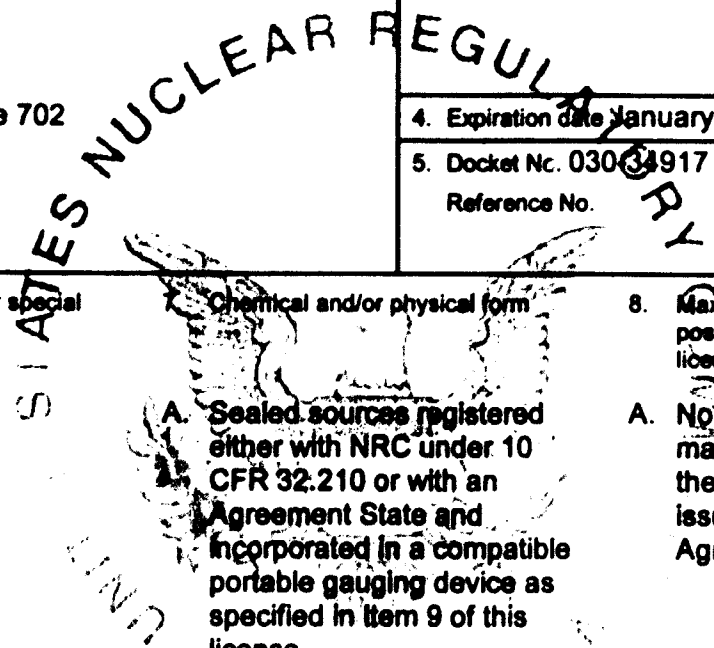 UNITED STATES NUCLEAR REGULATORY
702
4. Expiration date January
5. Docket No. 030-34917
Reference No.
special
7. Chemical and/or physical form
8.
A. Sealed sources registered
either with NRC under 10
CFR 32.210 or with an
Agreement State and
incorporated in a compatible
portable gauging device as
specified in Item 9 of this
license
A.
the